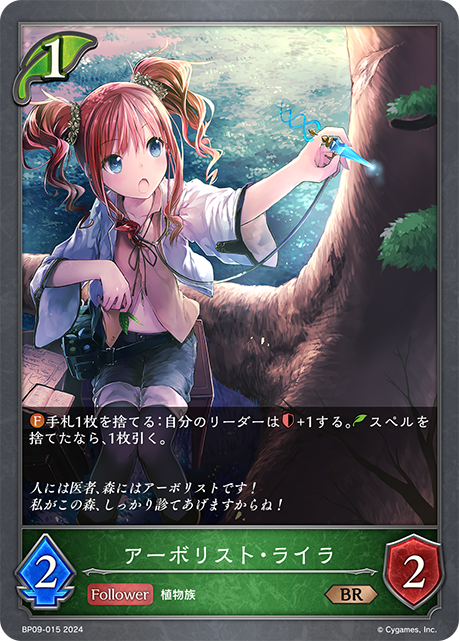 1
Ⓕ手札1枚を捨てる:自分のリーダーは+1する。スペルを
捨てたなら、1枚引く。
人には医者、森にはアーボリストです!
私がこの森、しっかり診てあげますからね!
アーボリスト・ライラ
2
Follower 植物族 BR
2
BP09-015 2024 © Cygames, Inc.